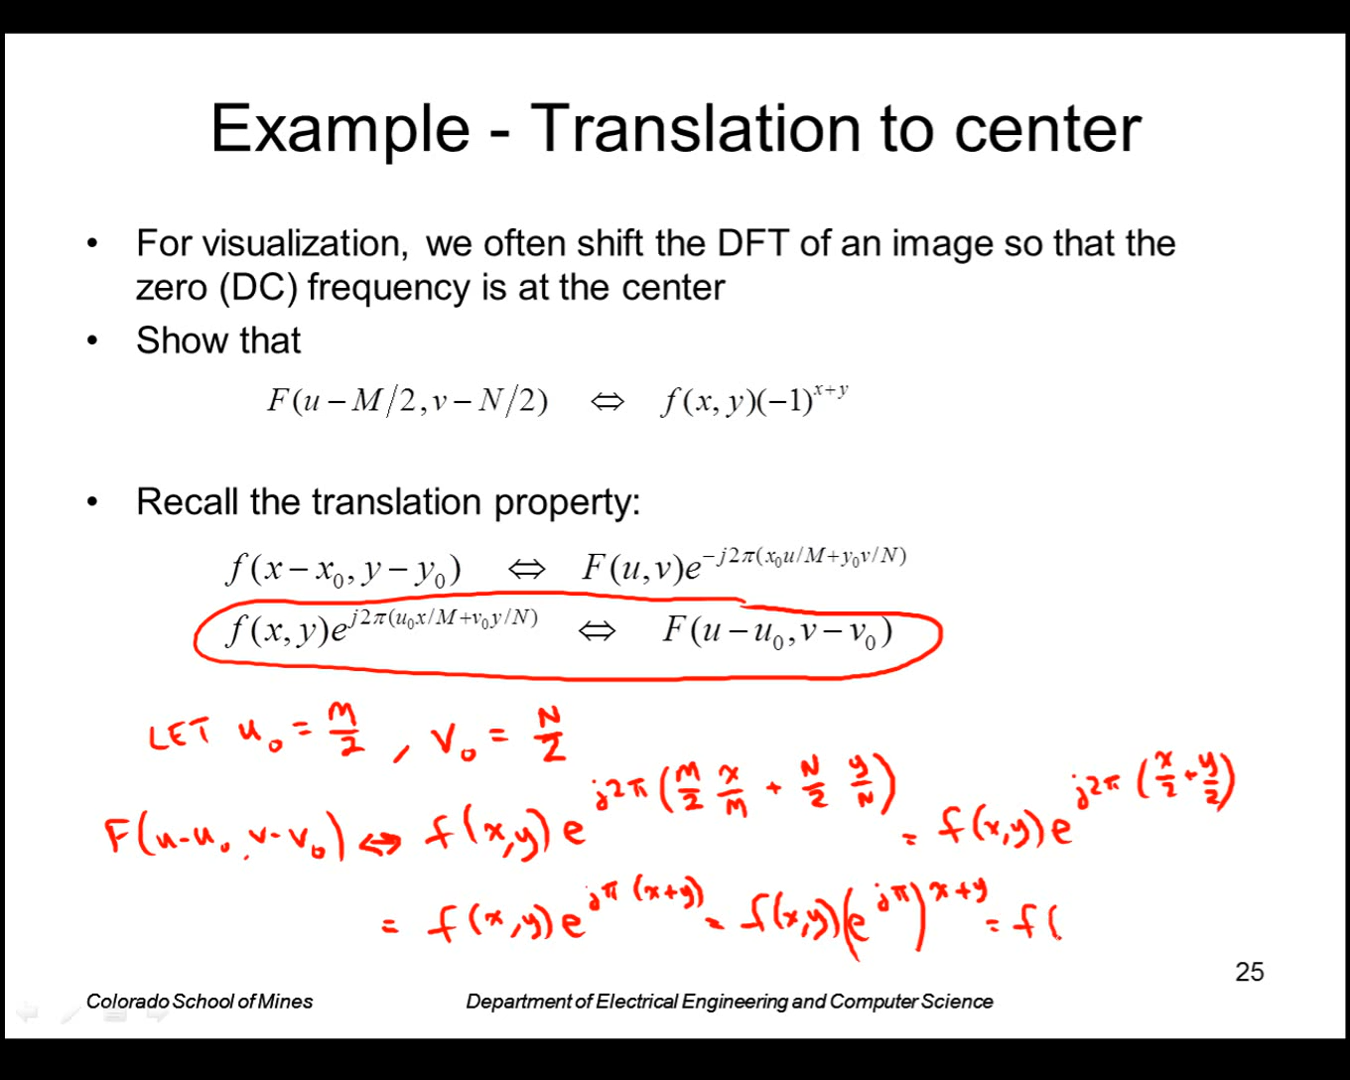 Example - Translation to center
• For visualization, we often shift the DFT of an image so that the
zero (DC) frequency is at the center
• Show that
F(u − M/2, v − N/2) ⇔ f(x, y)(−1)^{x+y}
• Recall the translation property:
f(x − x₀, y − y₀) ⇔ F(u, v)e^{−j2π(x₀u/M + y₀v/N)}
f(x, y)e^{j2π(u₀x/M + v₀y/N)} ⇔ F(u − u₀, v − v₀)
LET u₀ = M/2 , V₀ = N/2
F(u-u₀, v-v₀) ↔ f(x,y) e^{j2π(M/2 x/M + N/2 y/N)} = f(x,y) e^{j2π(x/2 + y/2)}
= f(x,y) e^{jπ(x+y)} = f(x,y)(e^{jπ})^{x+y} = f(
25
Colorado School of Mines Department of Electrical Engineering and Computer Science